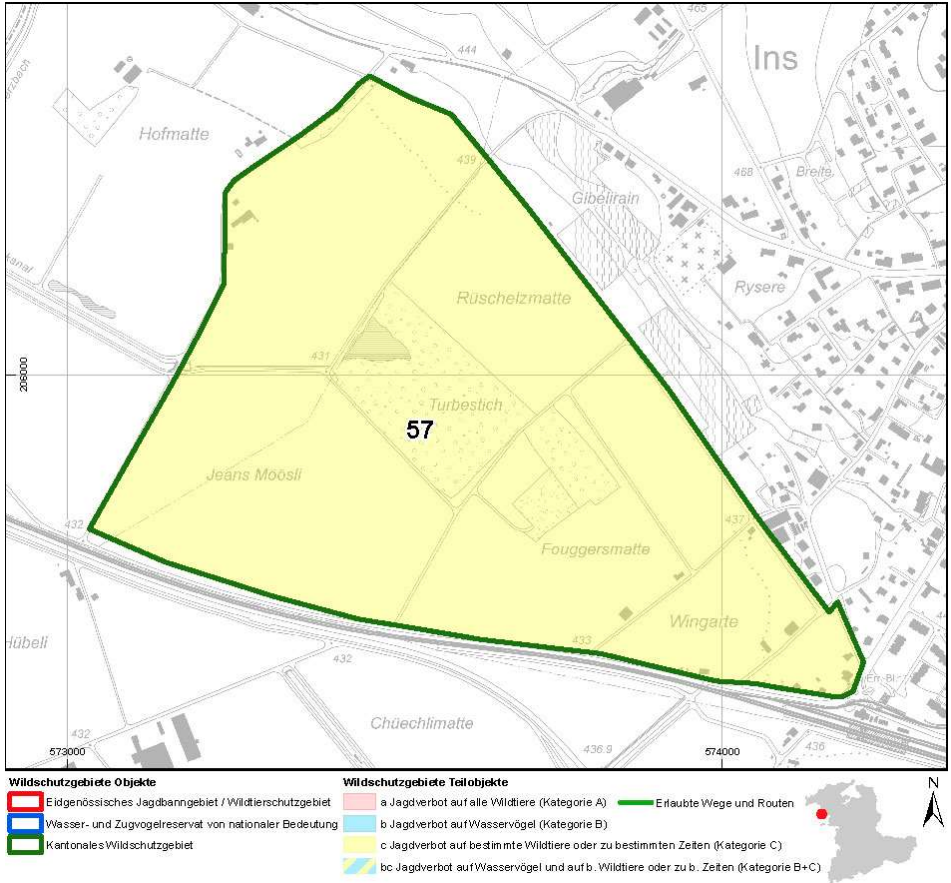 Ins
444
Hofmatte
439
468
Breite
Gibelirain
kanal
Rüschelzmatte
Rysere
431
206000
Turbestich
57
Jeans Möösli
432
437
Fouggersmatte
Wingarte
433
Hübeli
432
Chüechlimatte
432
573000
436.9
574000
436
Wildschutzgebiete Objekte
Eidgenössisches Jagdbanngebiet / Wildtierschutzgebiet
Wasser- und Zugvogelreservat von nationaler Bedeutung
Kantonales Wildschutzgebiet
Wildschutzgebiete Teilobjekte
a Jagdverbot auf alle Wildtiere (Kategorie A)
b Jagdverbot auf Wasservögel (Kategorie B)
c Jagdverbot auf bestimmte Wildtiere oder zu bestimmten Zeiten (Kategorie C)
bc Jagdverbot auf Wasservögel und auf b. Wildtiere oder zu b. Zeiten (Kategorie B+C)
Erlaubte Wege und Routen
N